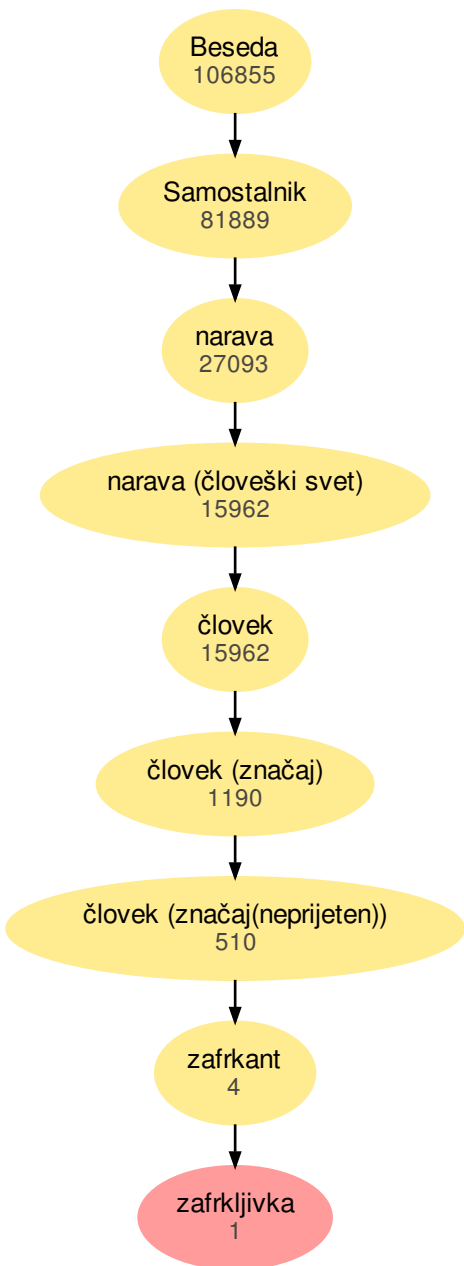 Beseda
106855
Samostalnik
81889
narava
27093
narava (človeški svet)
15962
človek
15962
človek (značaj)
1190
človek (značaj(neprijeten))
510
zafrkant
4
zafrkljivka
1